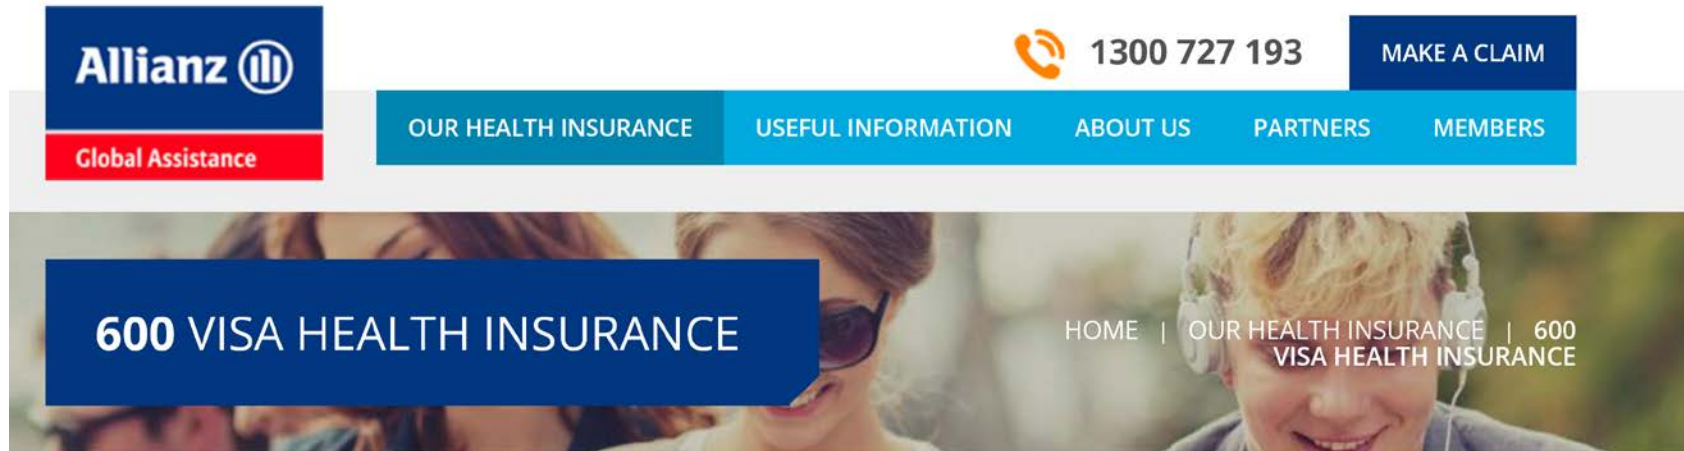 Allianz
Global Assistance
1300 727 193
MAKE A CLAIM
OUR HEALTH INSURANCE
USEFUL INFORMATION
ABOUT US
PARTNERS
MEMBERS
600 VISA HEALTH INSURANCE
HOME | OUR HEALTH INSURANCE | 600
VISA HEALTH INSURANCE